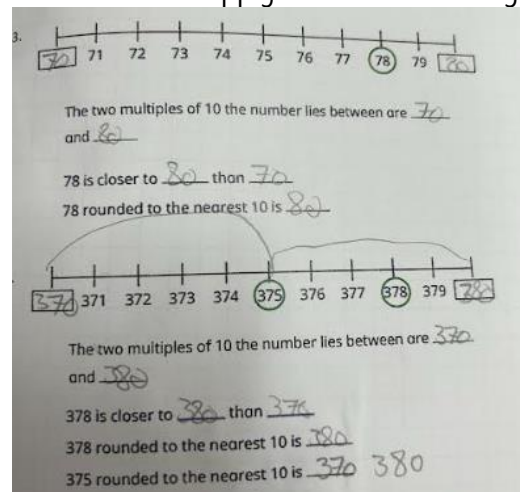 3.
70 71 72 73 74 75 76 77 78 79 80
The two multiples of 10 the number lies between are 70
and 80
78 is closer to 80 than 70
78 rounded to the nearest 10 is 80
370 371 372 373 374 375 376 377 378 379 380
The two multiples of 10 the number lies between are 370
and 380
378 is closer to 380 than 370
378 rounded to the nearest 10 is 380
375 rounded to the nearest 10 is 370 380